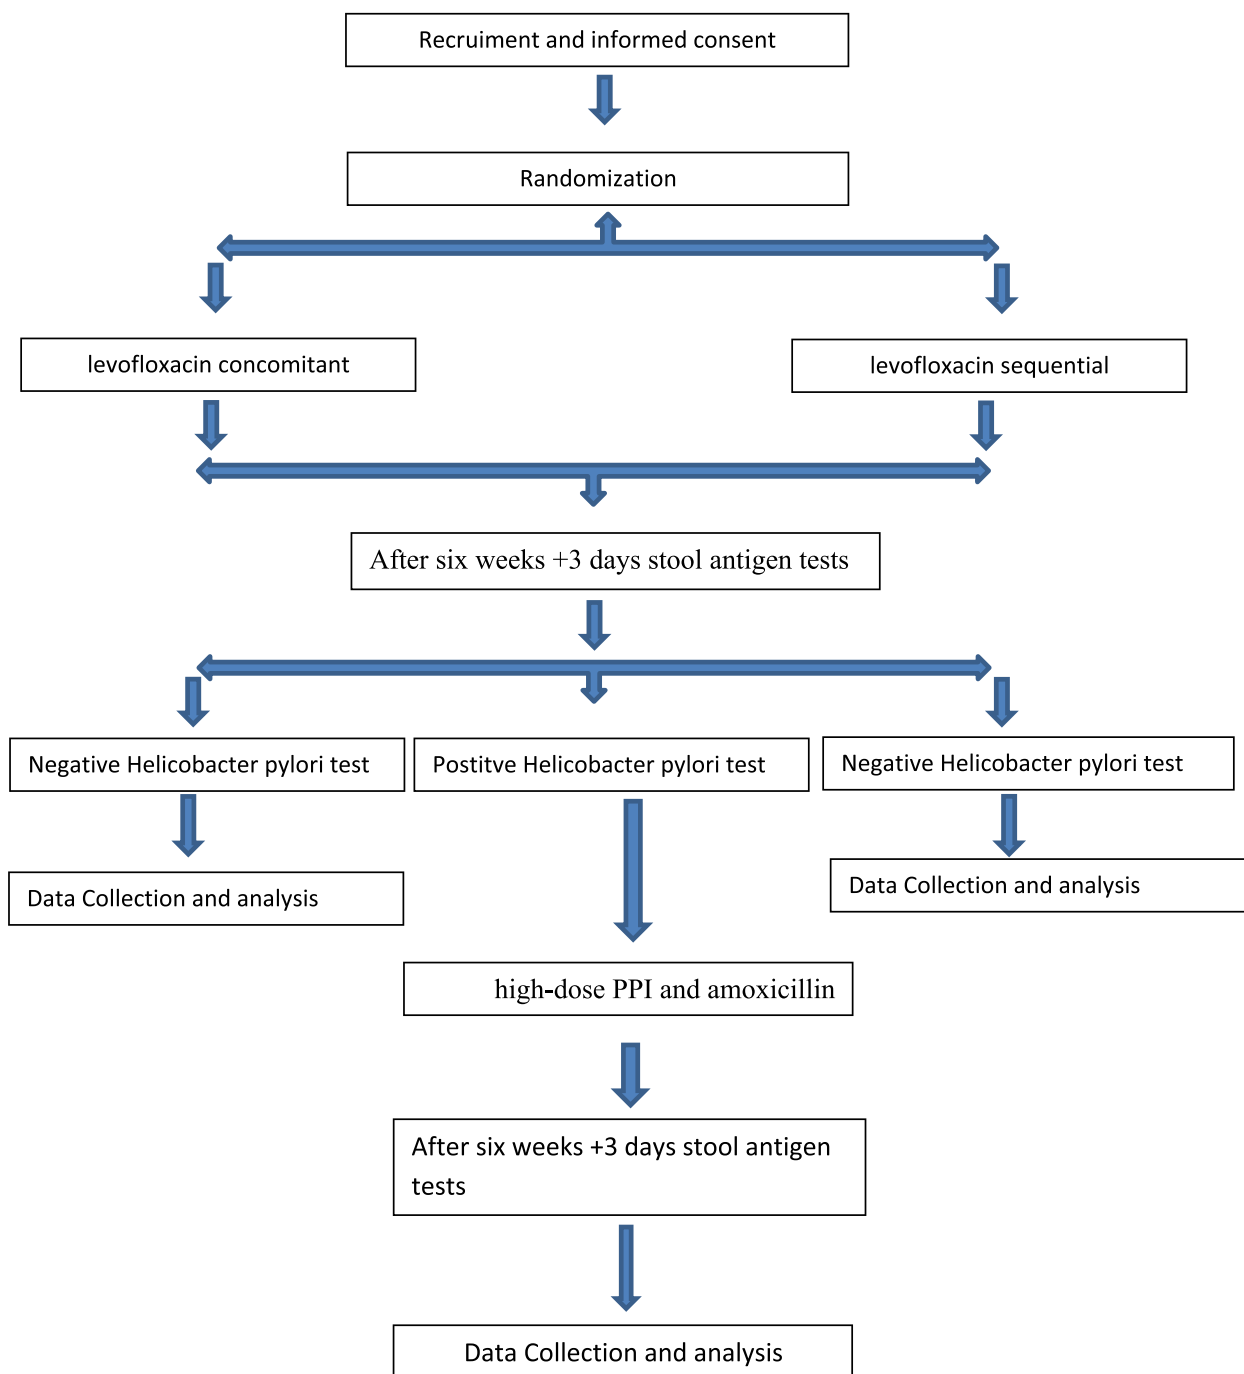 Recruiment and informed consent
Randomization
levofloxacin concomitant
levofloxacin sequential
After six weeks +3 days stool antigen tests
Negative Helicobacter pylori test
Postitve Helicobacter pylori test
Negative Helicobacter pylori test
Data Collection and analysis
Data Collection and analysis
high-dose PPI and amoxicillin
After six weeks +3 days stool antigen
tests
Data Collection and analysis